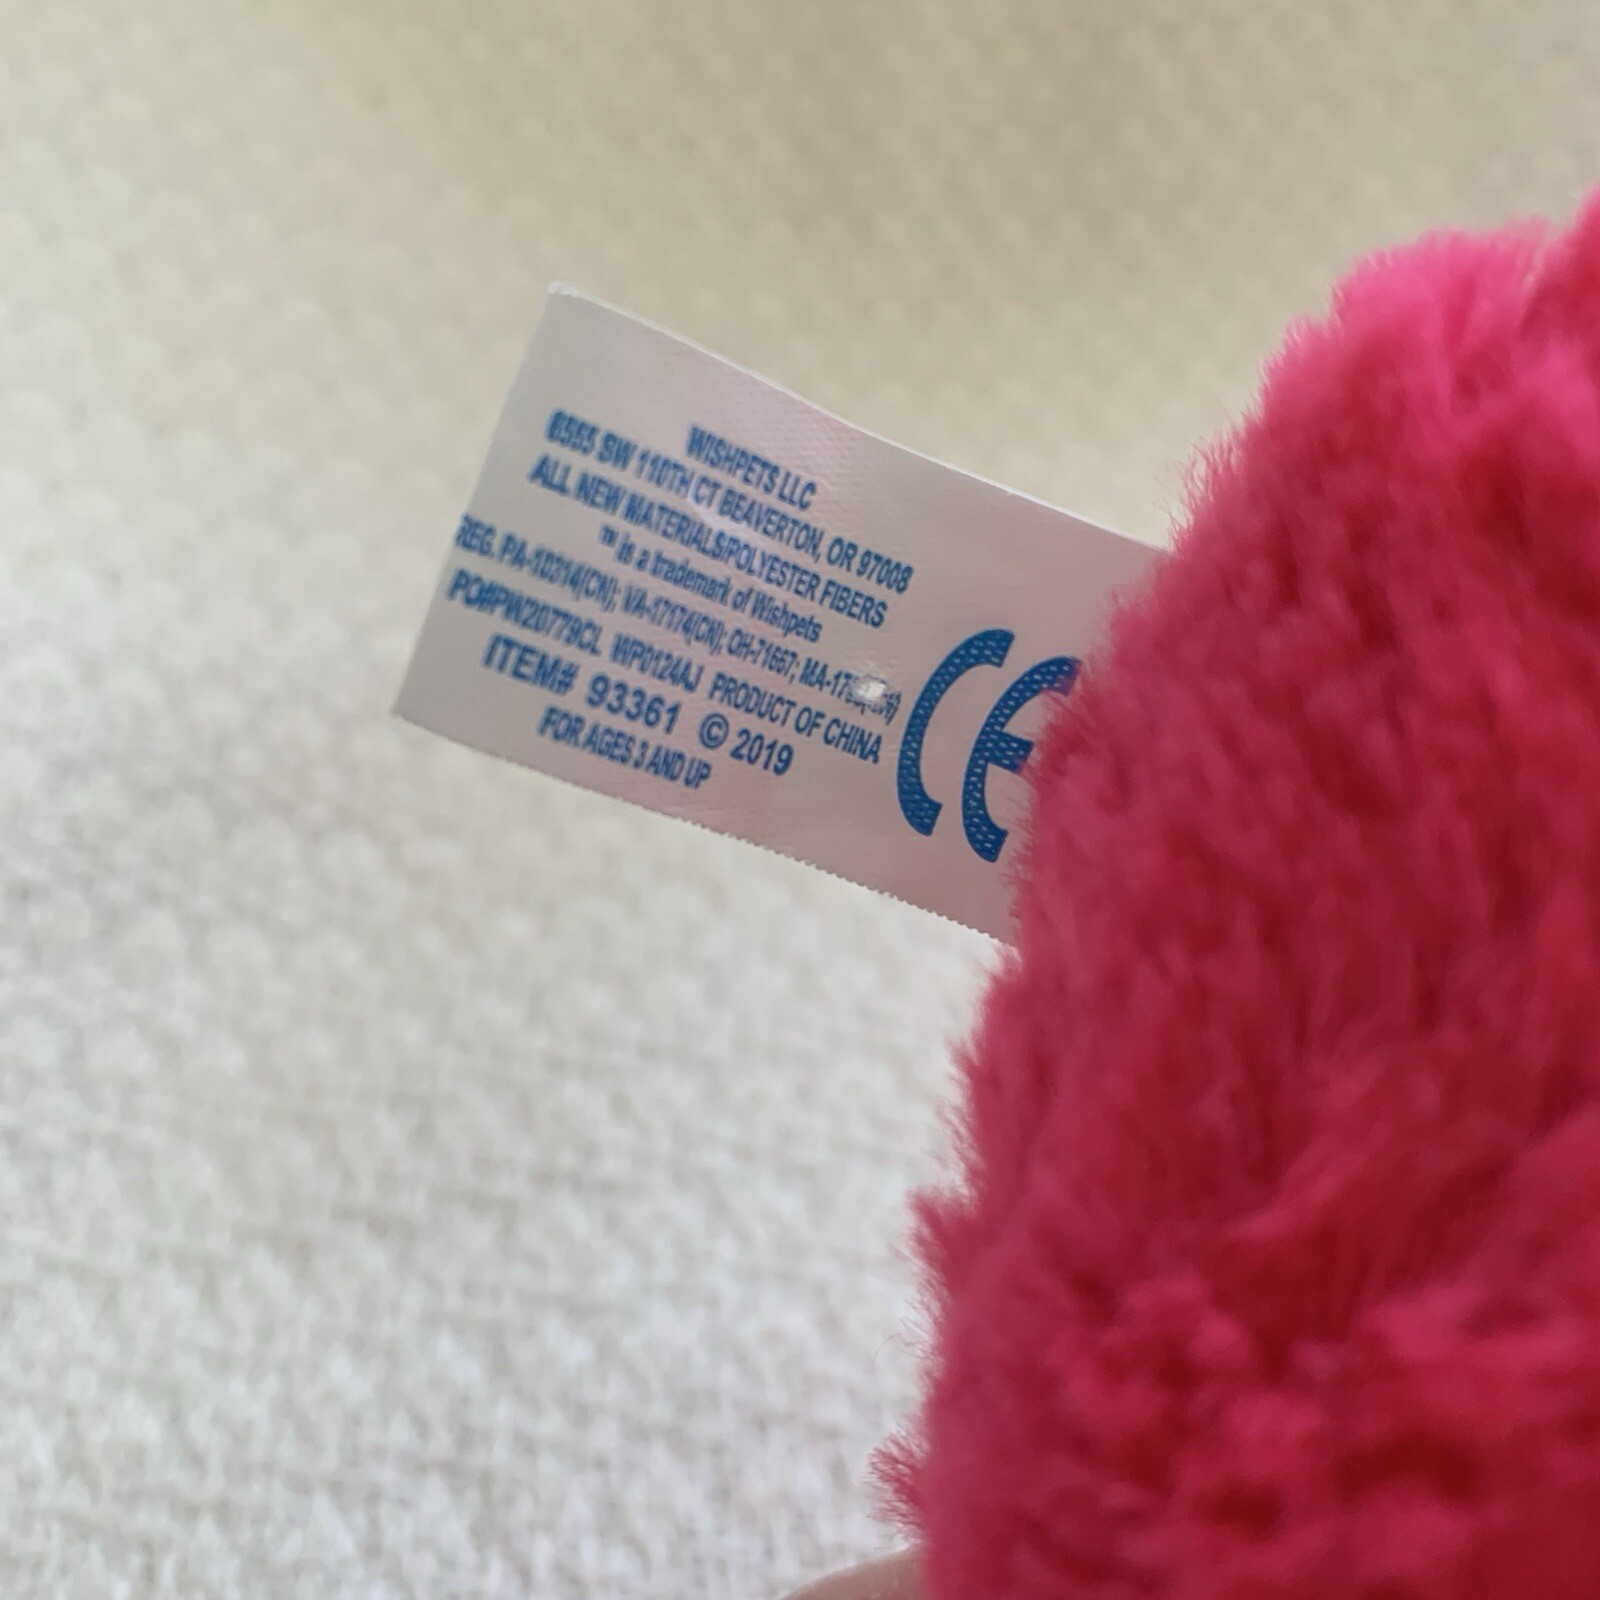 WISHPETS LLC
6555 SW 110TH CT BEAVERTON, OR 97008
ALL NEW MATERIALS/POLYESTER FIBERS
™ is a trademark of Wishpets
REG. PA-10314(CN); VA-17174(CN); OH-71667;
PO#PW20779CL WP0124AJ PRODUCT OF CHINA
ITEM# 93361 © 2019
FOR AGES 3 AND UP
CE